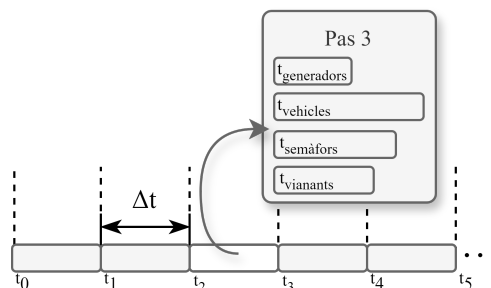 Pas 3
tgeneradors
tvehicles
tsemàfors
tvianants
Δt
t0 t1 t2 t3 t4 t5